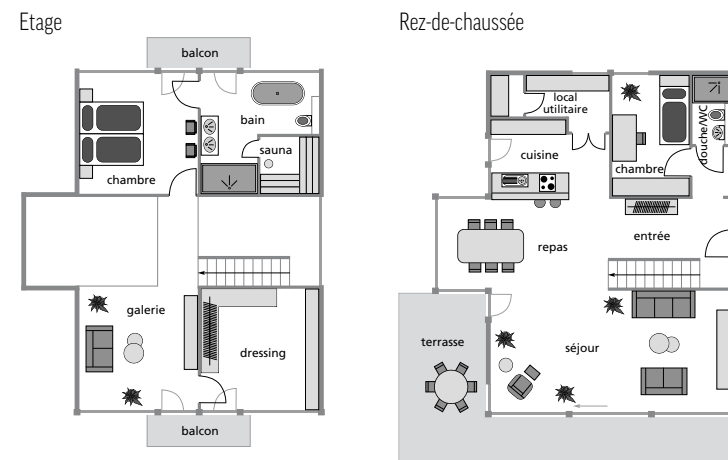 Etage
balcon
bain
sauna
chambre
galerie
dressing
balcon
Rez-de-chaussée
local
utilitaire
douche/WC
cuisine
chambre
repas
entrée
terrasse
séjour